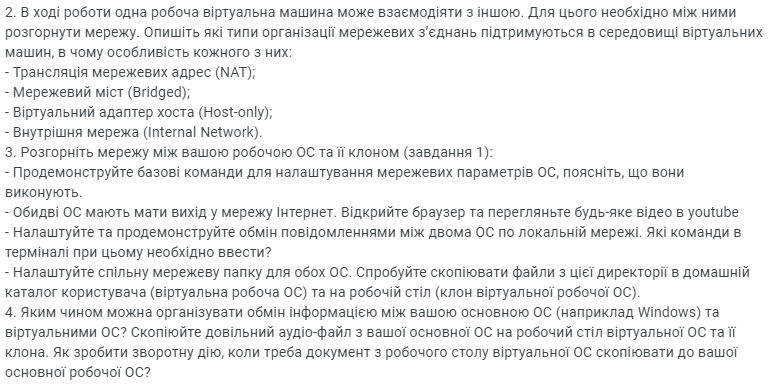 2. В ході роботи одна робоча віртуальна машина може взаємодіяти з іншою. Для цього необхідно між ними
розгорнути мережу. Опишіть які типи організації мережевих з’єднань підтримуються в середовищі віртуальних
машин, в чому особливість кожного з них:
- Трансляція мережевих адрес (NAT);
- Мережевий міст (Bridged);
- Віртуальний адаптер хоста (Host-only);
- Внутрішня мережа (Internal Network).
3. Розгорніть мережу між вашою робочою ОС та її клоном (завдання 1):
- Продемонструйте базові команди для налаштування мережевих параметрів ОС, поясніть, що вони
виконують.
- Обидві ОС мають мати вихід у мережу Інтернет. Відкрийте браузер та перегляньте будь-яке відео в youtube
- Налаштуйте та продемонструйте обмін повідомленнями між двома ОС по локальній мережі. Які команди в
терміналі при цьому необхідно ввести?
- Налаштуйте спільну мережеву папку для обох ОС. Спробуйте скопіювати файли з цієї директорії в домашній
каталог користувача (віртуальна робоча ОС) та на робочій стіл (клон віртуальної робочої ОС).
4. Яким чином можна організувати обмін інформацією між вашою основною ОС (наприклад Windows) та
віртуальними ОС? Скопіюйте довільний аудіо-файл з вашої основної ОС на робочий стіл віртуальної ОС та її
клона. Як зробити зворотну дію, коли треба документ з робочого столу віртуальної ОС скопіювати до вашої
основної робочої ОС?